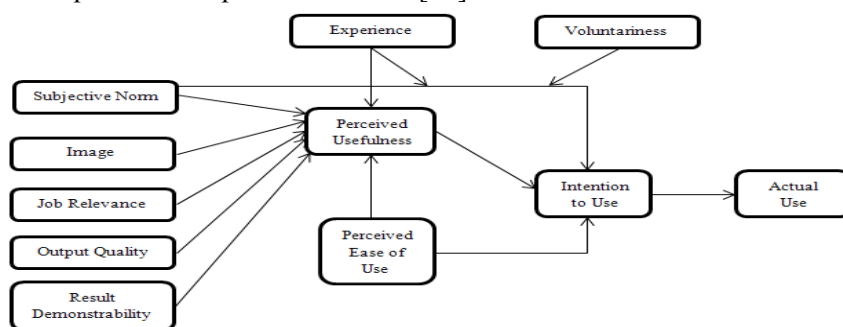 Experience
Voluntariness
Subjective Norm
Perceived
Usefulness
Image
Job Relevance
Intention
to Use
Actual
Use
Output Quality
Perceived
Ease of
Use
Result
Demonstrability